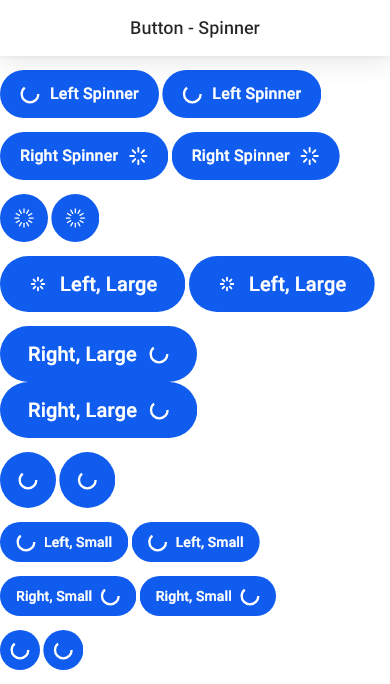 Button - Spinner
Left Spinner Left Spinner
Right Spinner Right Spinner
Left, Large Left, Large
Right, Large
Right, Large
Left, Small Left, Small
Right, Small Right, Small